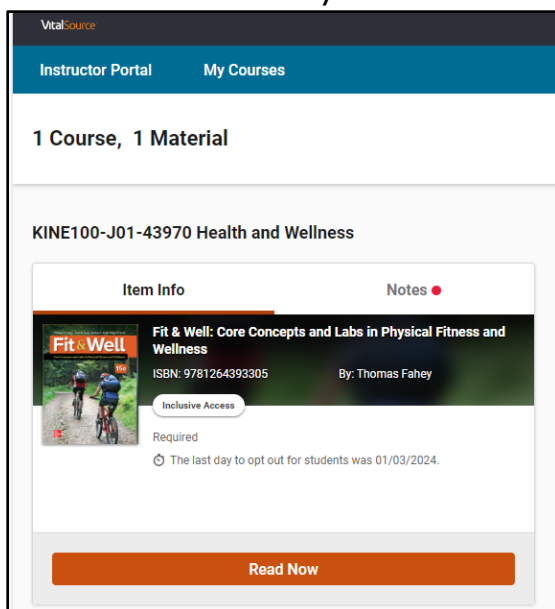 VitalSource
Instructor Portal My Courses
1 Course, 1 Material
KINE100-J01-43970 Health and Wellness
Item Info Notes
Fit & Well: Core Concepts and Labs in Physical Fitness and
Wellness
ISBN: 9781264393305 By: Thomas Fahey
Inclusive Access
Required
The last day to opt out for students was 01/03/2024.
Fit & Well
15e
Read Now